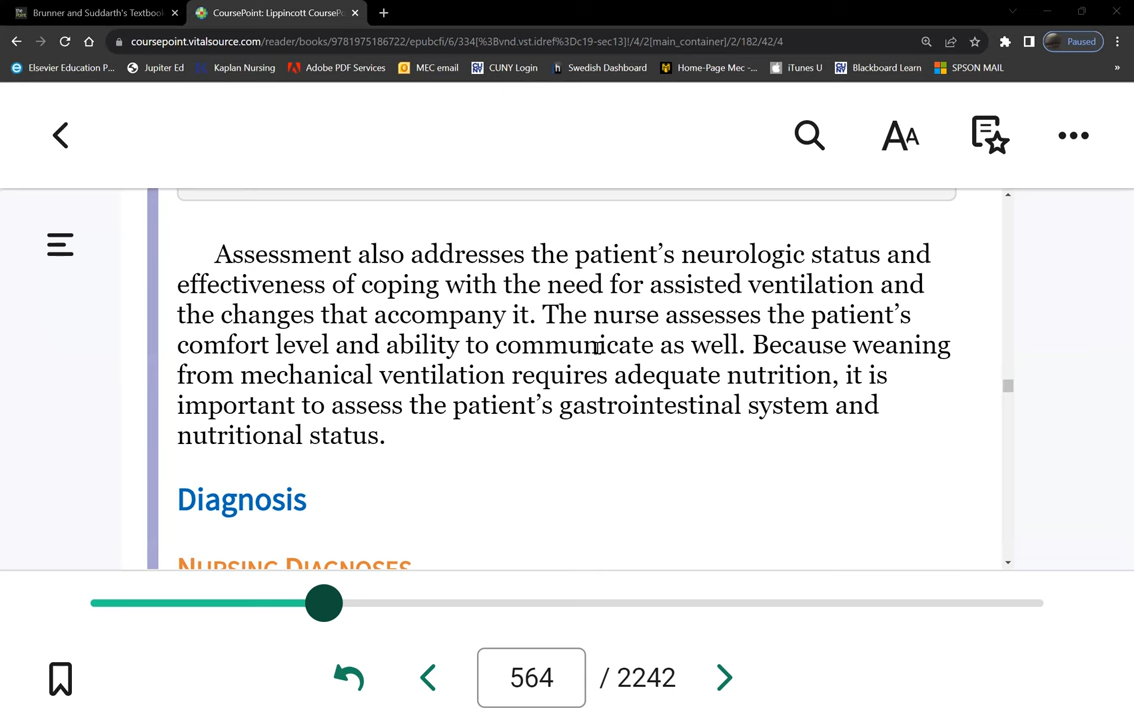 Brunner and Suddarth's Textbook
CoursePoint: Lippincott CoursePo
coursepoint.vitalsource.com/reader/books/9781975186722/epubcfi/6/334[%3Bvnd.vst.idref%3Dc19-sec13]!/4/2[main_container]/2/182/42/4
Paused
Elsevier Education P...
Jupiter Ed
Kaplan Nursing
Adobe PDF Services
MEC email
CUNY Login
Swedish Dashboard
Home-Page Mec -...
iTunes U
Blackboard Learn
SPSON MAIL
»
AA
Assessment also addresses the patient's neurologic status and
effectiveness of coping with the need for assisted ventilation and
the changes that accompany it. The nurse assesses the patient's
comfort level and ability to communicate as well. Because weaning
from mechanical ventilation requires adequate nutrition, it is
important to assess the patient's gastrointestinal system and
nutritional status.
Diagnosis
NURSING DIAGNOSES
564 / 2242